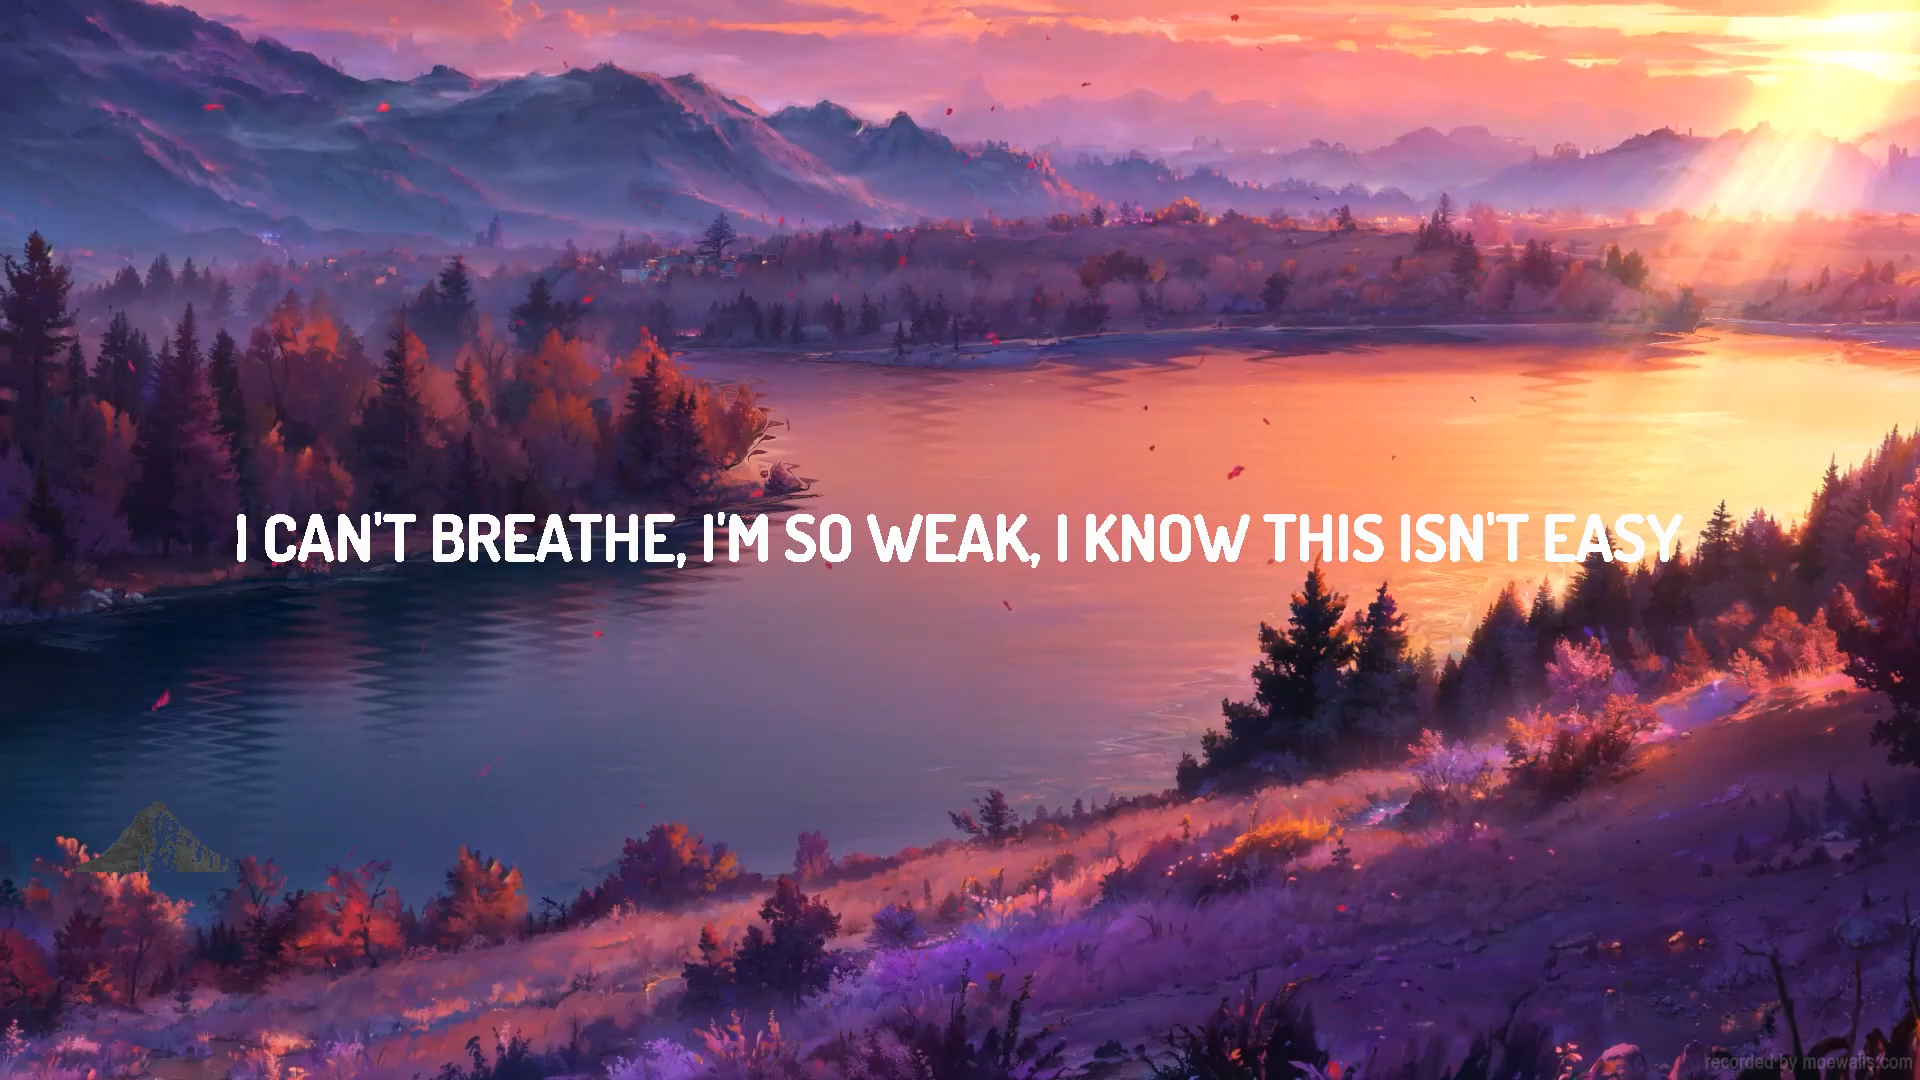 I CAN'T BREATHE, I'M SO WEAK, I KNOW THIS ISN'T EASY
recorded by moewalls.com